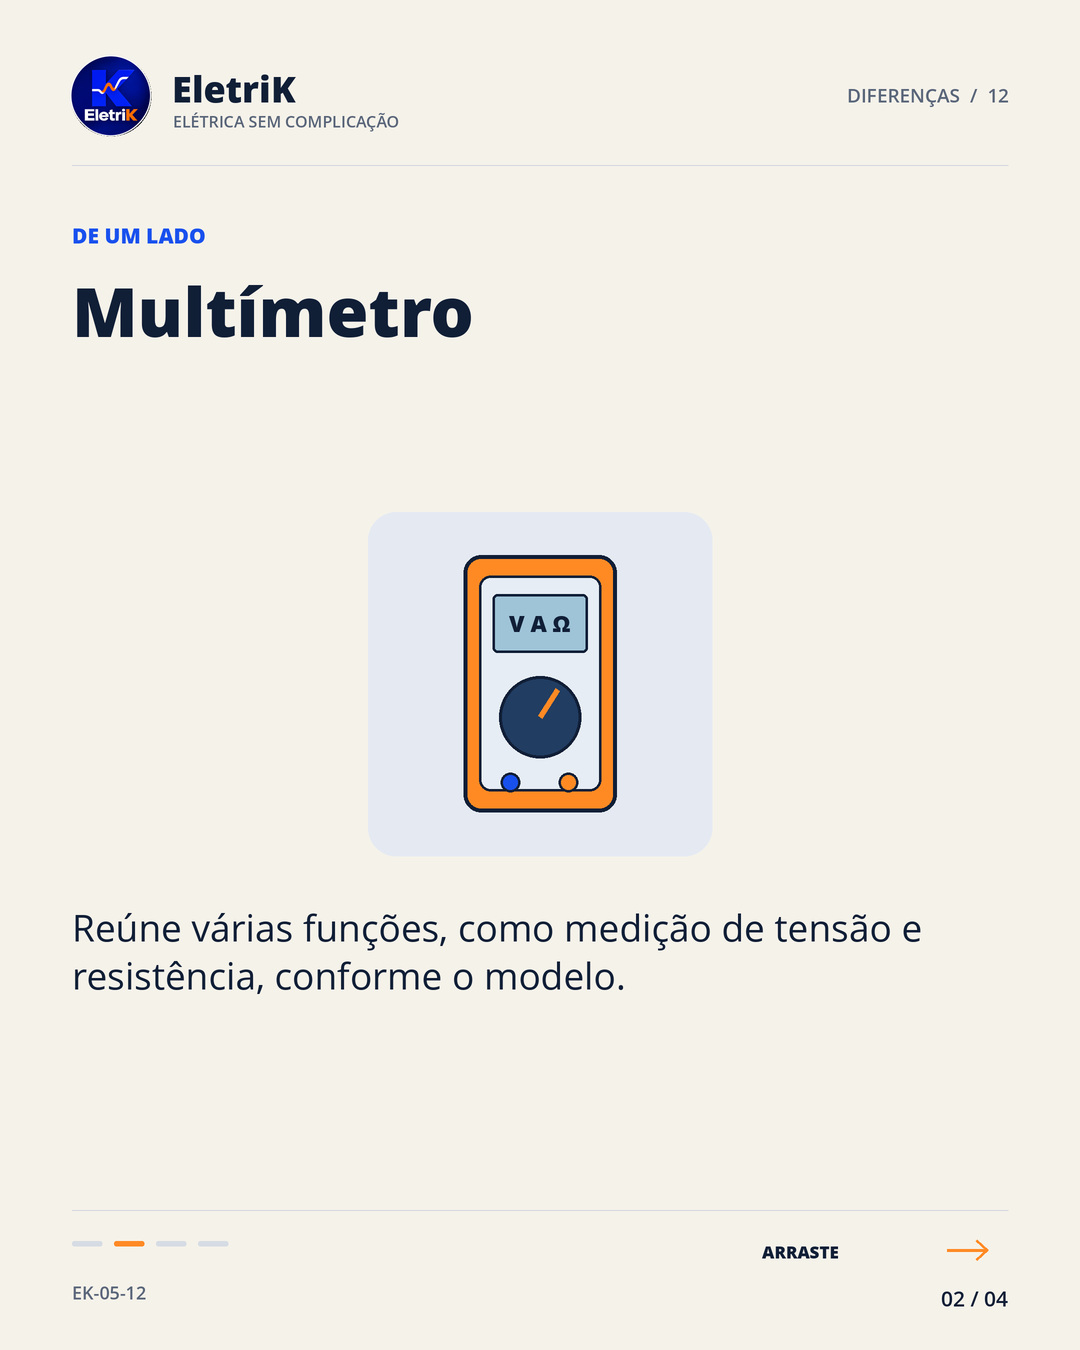 EletriK
EletriK
ELÉTRICA SEM COMPLICAÇÃO
DIFERENÇAS / 12
DE UM LADO
Multímetro
V A Ω
Reúne várias funções, como medição de tensão e
resistência, conforme o modelo.
ARRASTE
EK-05-12
02 / 04